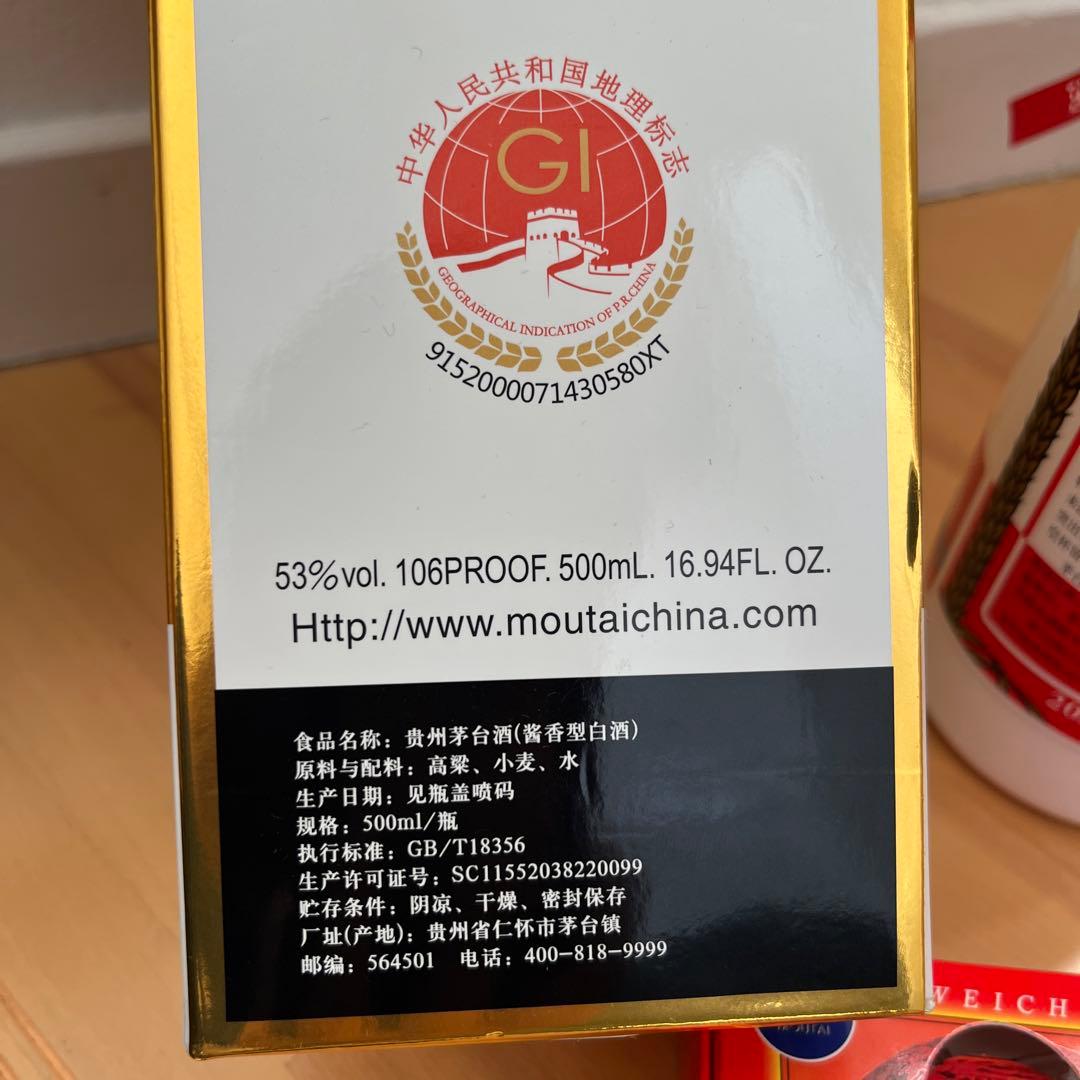 中华人民共和国地理标志
GI
GEOGRAPHICAL INDICATION OF P.R.CHINA
9152000071430580XT
53%vol. 106PROOF. 500mL. 16.94FL. OZ.
Http://www.moutaichina.com
食品名称：贵州茅台酒(酱香型白酒)
原料与配料：高粱、小麦、水
生产日期：见瓶盖喷码
规格：500ml/瓶
执行标准：GB/T18356
生产许可证号：SC11552038220099
贮存条件：阴凉、干燥、密封保存
厂址(产地)：贵州省仁怀市茅台镇
邮编：564501 电话：400-818-9999
WEICH